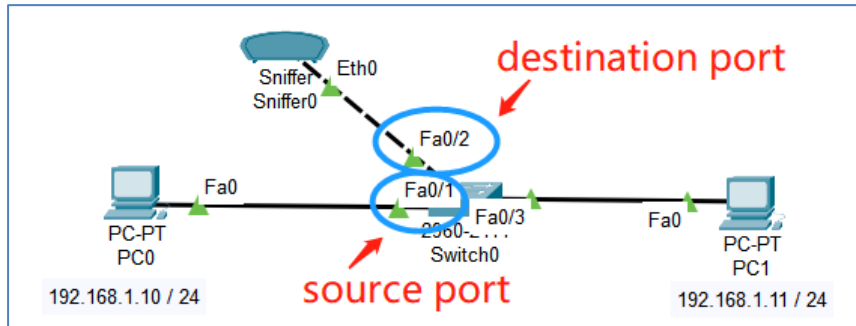 destination port
Eth0
Sniffer
Sniffer0
Fa0/2
Fa0
Fa0/1
Fa0/3
Fa0
PC-PT
PC0
Switch0
PC-PT
PC1
source port
192.168.1.10 / 24
192.168.1.11 / 24